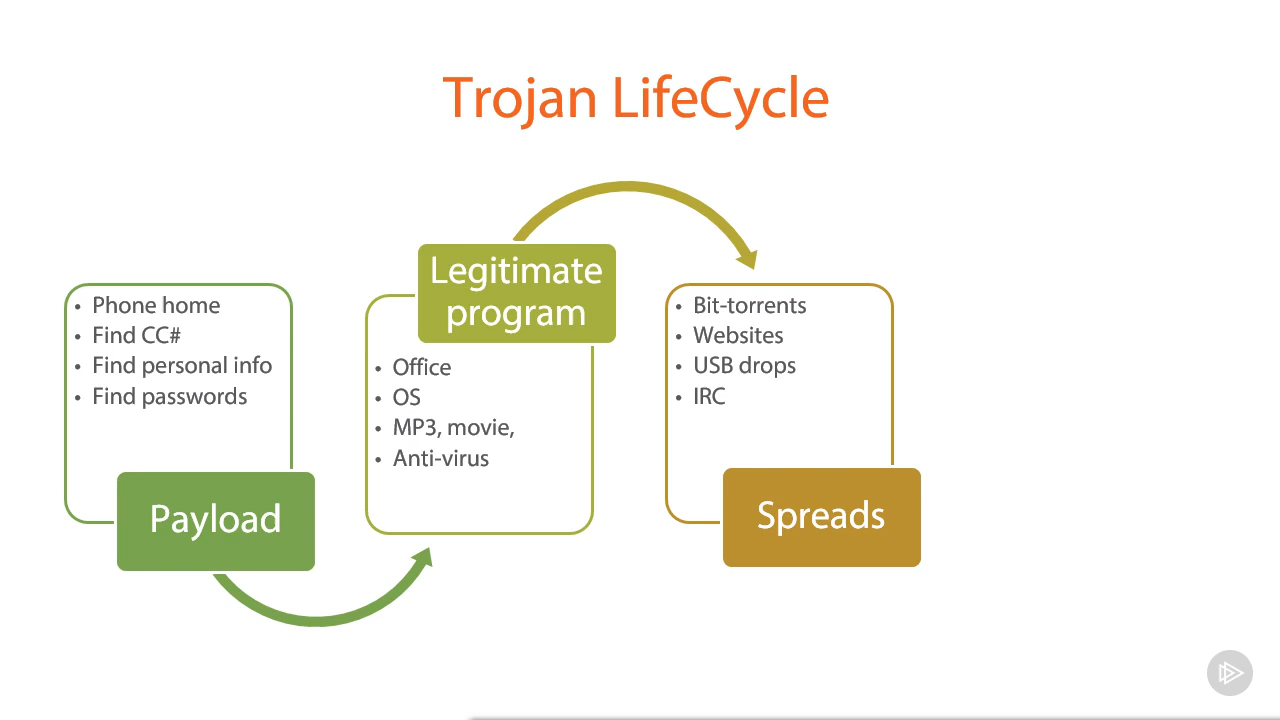 Trojan LifeCycle
• Phone home
• Find CC#
• Find personal info
• Find passwords
Payload
Legitimate
program
• Office
• OS
• MP3, movie,
• Anti-virus
• Bit-torrents
• Websites
• USB drops
• IRC
Spreads